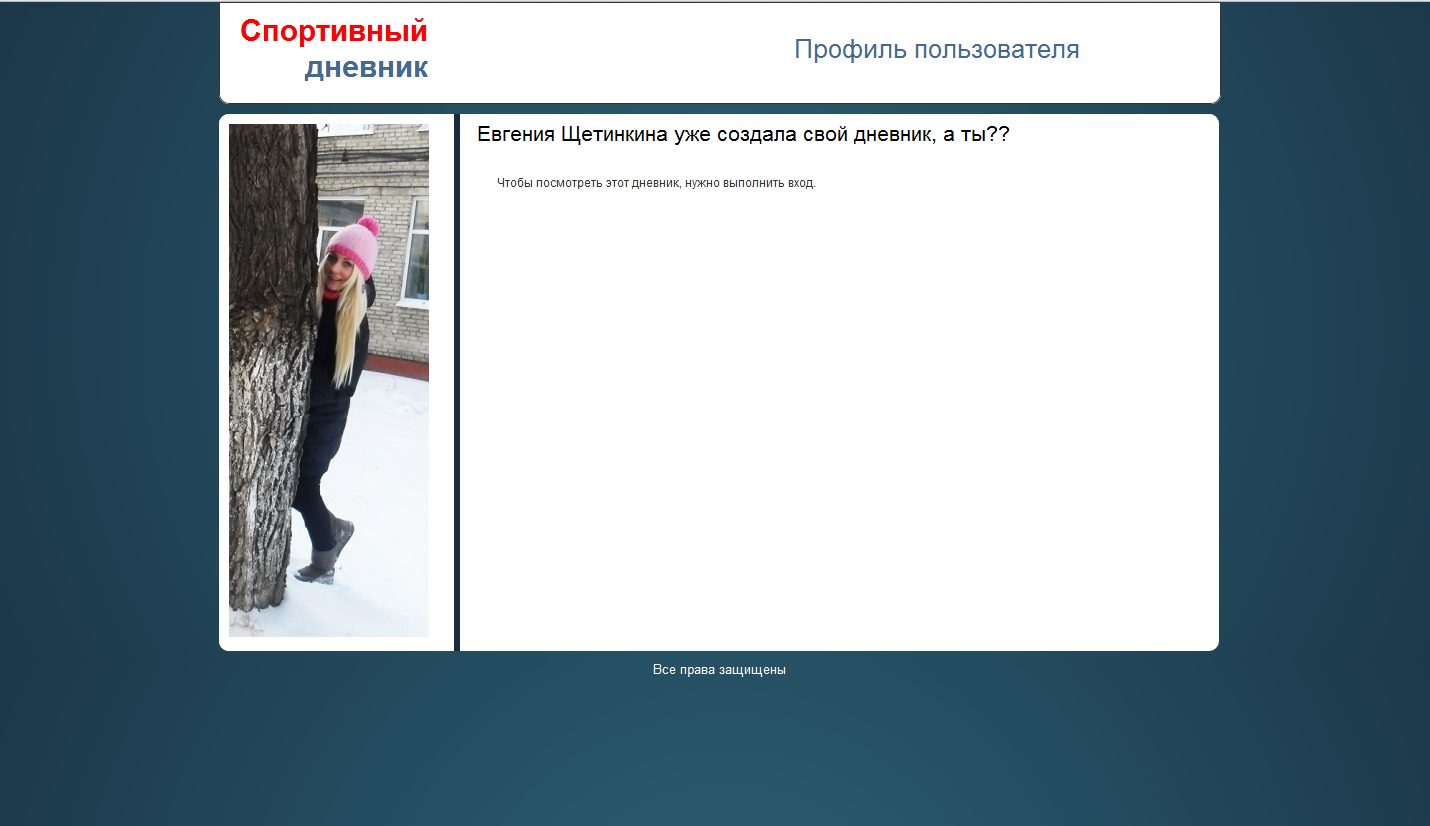 Спортивный
дневник
Профиль пользователя
Евгения Щетинкина уже создала свой дневник, а ты??
Чтобы посмотреть этот дневник, нужно выполнить вход.
Все права защищены